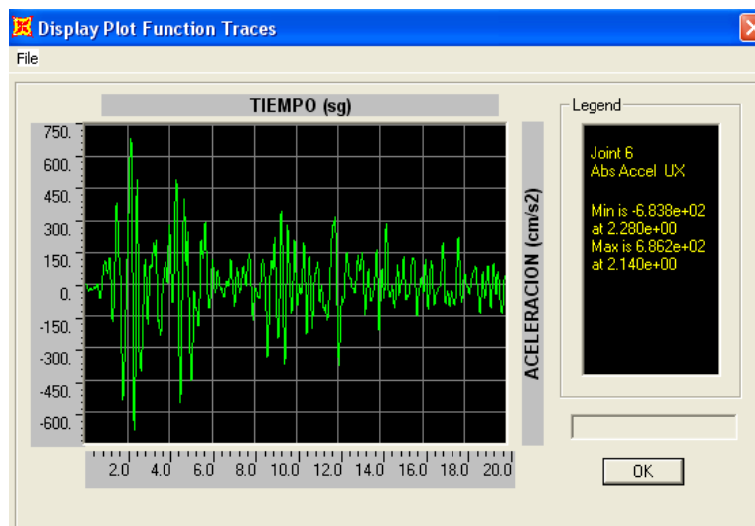 Display Plot Function Traces
File
TIEMPO (sg)
750.
600.
450.
300.
150.
0.
-150.
-300.
-450.
-600.
2.0 4.0 6.0 8.0 10.0 12.0 14.0 16.0 18.0 20.0
ACELERACION (cm/s2)
Legend
Joint 6
Abs Accel UX
Min is -6.838e+02
at 2.280e+00
Max is 6.862e+02
at 2.140e+00
OK